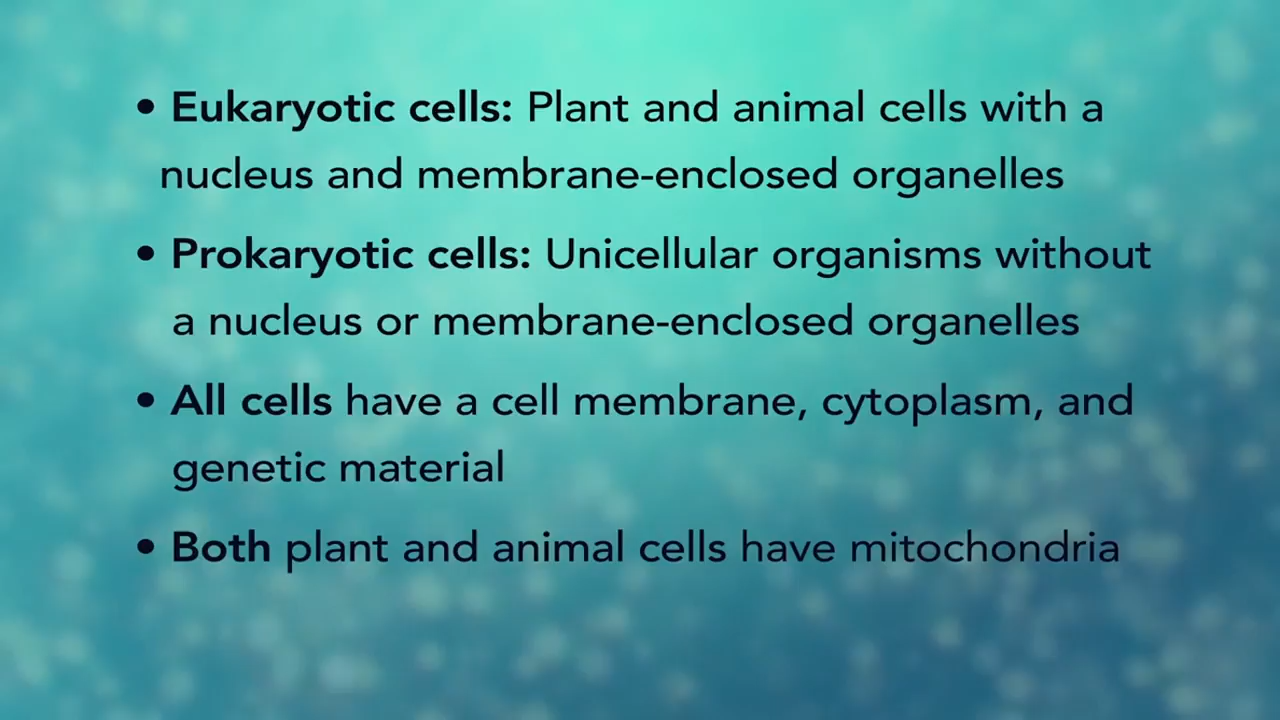 • Eukaryotic cells: Plant and animal cells with a
nucleus and membrane-enclosed organelles
• Prokaryotic cells: Unicellular organisms without
a nucleus or membrane-enclosed organelles
• All cells have a cell membrane, cytoplasm, and
genetic material
• Both plant and animal cells have mitochondria